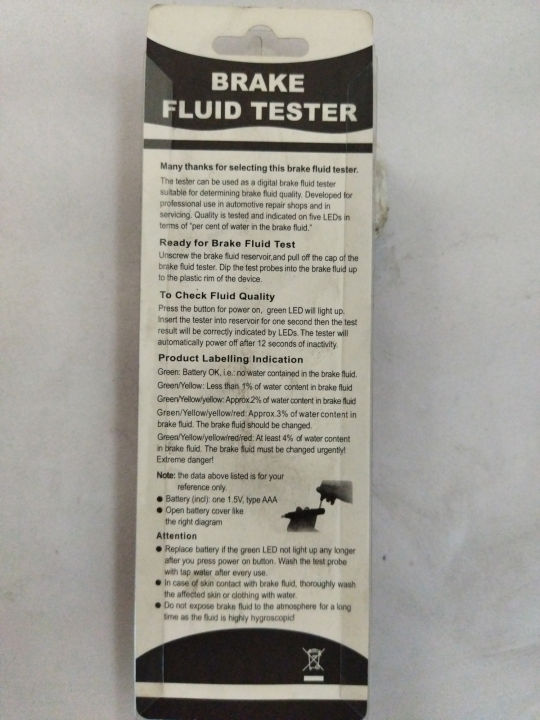 BRAKE
FLUID TESTER
Many thanks for selecting this brake fluid tester.
The tester can be used as a digital brake fluid tester
suitable for determining brake fluid quality. Developed for
professional use in automotive repair shops and in
servicing. Quality is tested and indicated on five LEDs in
terms of "per cent of water in the brake fluid."
Ready for Brake Fluid Test
Unscrew the brake fluid reservoir,and pull off the cap of the
brake fluid tester. Dip the test probes into the brake fluid up
to the plastic rim of the device.
To Check Fluid Quality
Press the button for power on, green LED will light up.
Insert the tester into reservoir for one second then the test
result will be correctly indicated by LEDs. The tester will
automatically power off after 12 seconds of inactivity.
Product Labelling Indication
Green: Battery OK, i.e.: no water contained in the brake fluid.
Green/Yellow: Less than 1% of water content in brake fluid
Green/Yellow/yellow: Approx.2% of water content in brake fluid
Green/Yellow/yellow/red: Approx.3% of water content in
brake fluid. The brake fluid should be changed.
Green/Yellow/yellow/red/red: At least 4% of water content
in brake fluid. The brake fluid must be changed urgently!
Extreme danger!
Note: the data above listed is for your
reference only.
● Battery (incl): one 1.5V, type AAA
● Open battery cover like
the right diagram
Attention
● Replace battery if the green LED not light up any longer
after you press power on button. Wash the test probe
with tap water after every use.
● In case of skin contact with brake fluid, thoroughly wash
the affected skin or clothing with water.
● Do not expose brake fluid to the atmosphere for a long
time as the fluid is highly hygroscopic!